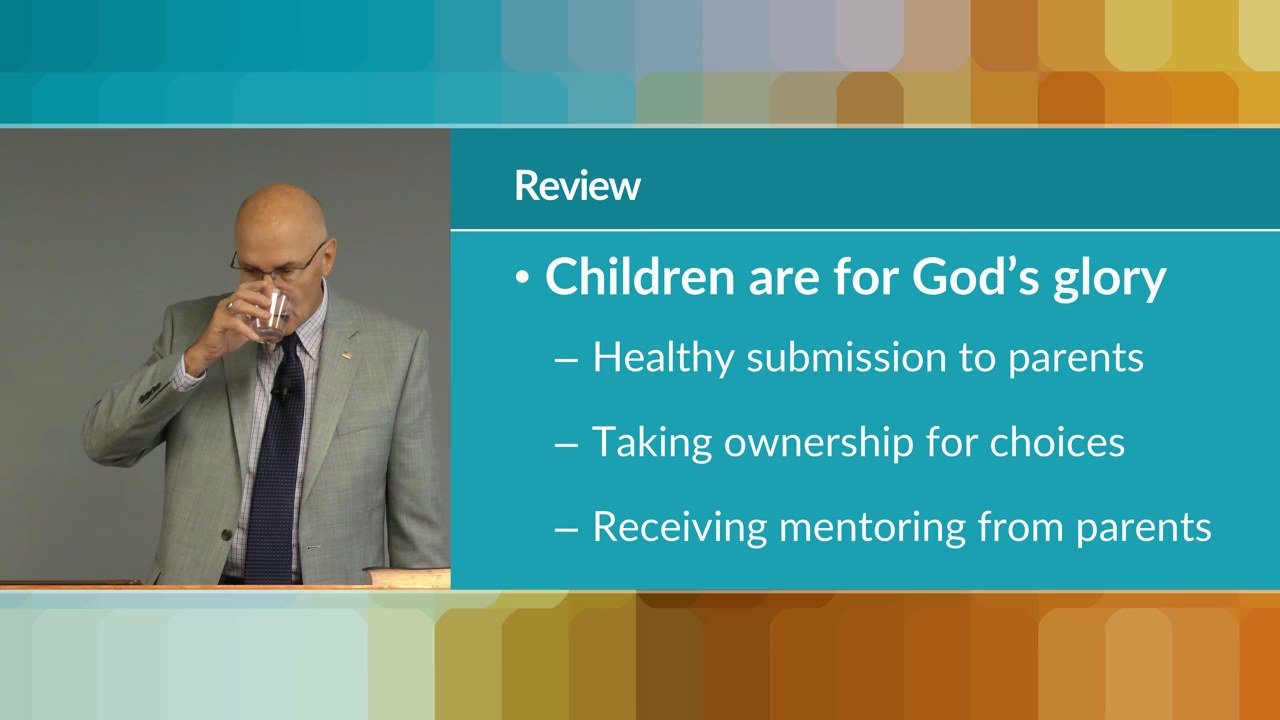 Review
• Children are for God’s glory
– Healthy submission to parents
– Taking ownership for choices
– Receiving mentoring from parents